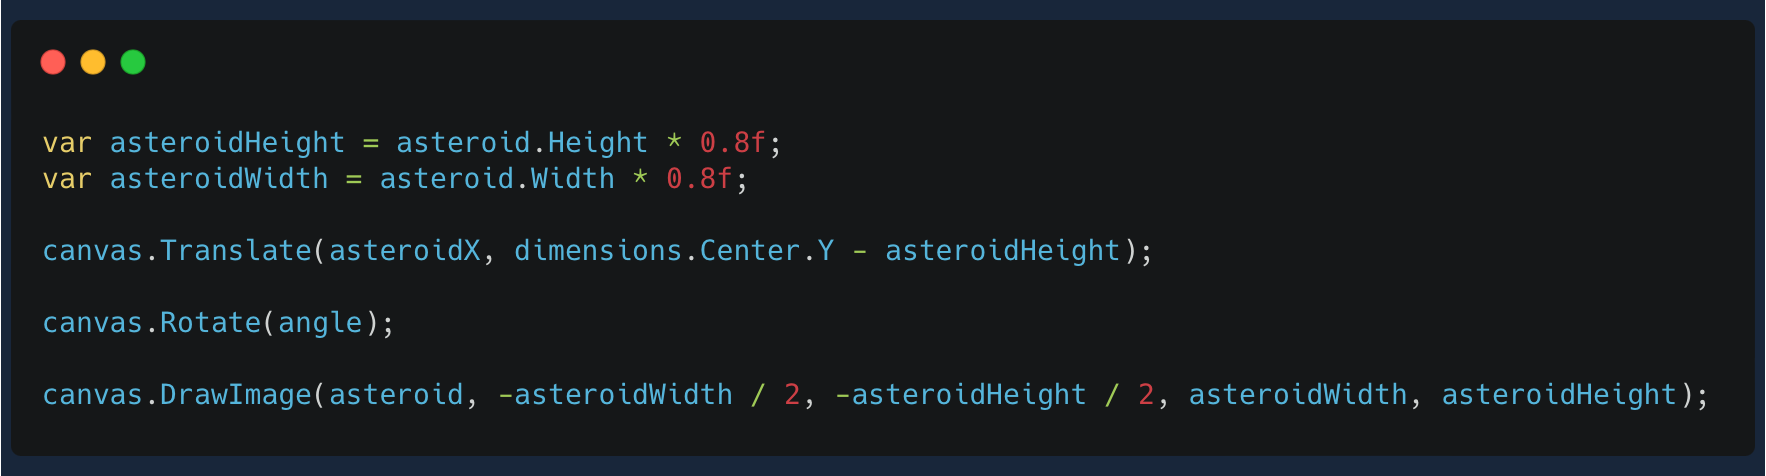 var asteroidHeight = asteroid.Height * 0.8f;
var asteroidWidth = asteroid.Width * 0.8f;
canvas.Translate(asteroidX, dimensions.Center.Y - asteroidHeight);
canvas.Rotate(angle);
canvas.DrawImage(asteroid, -asteroidWidth / 2, -asteroidHeight / 2, asteroidWidth, asteroidHeight);